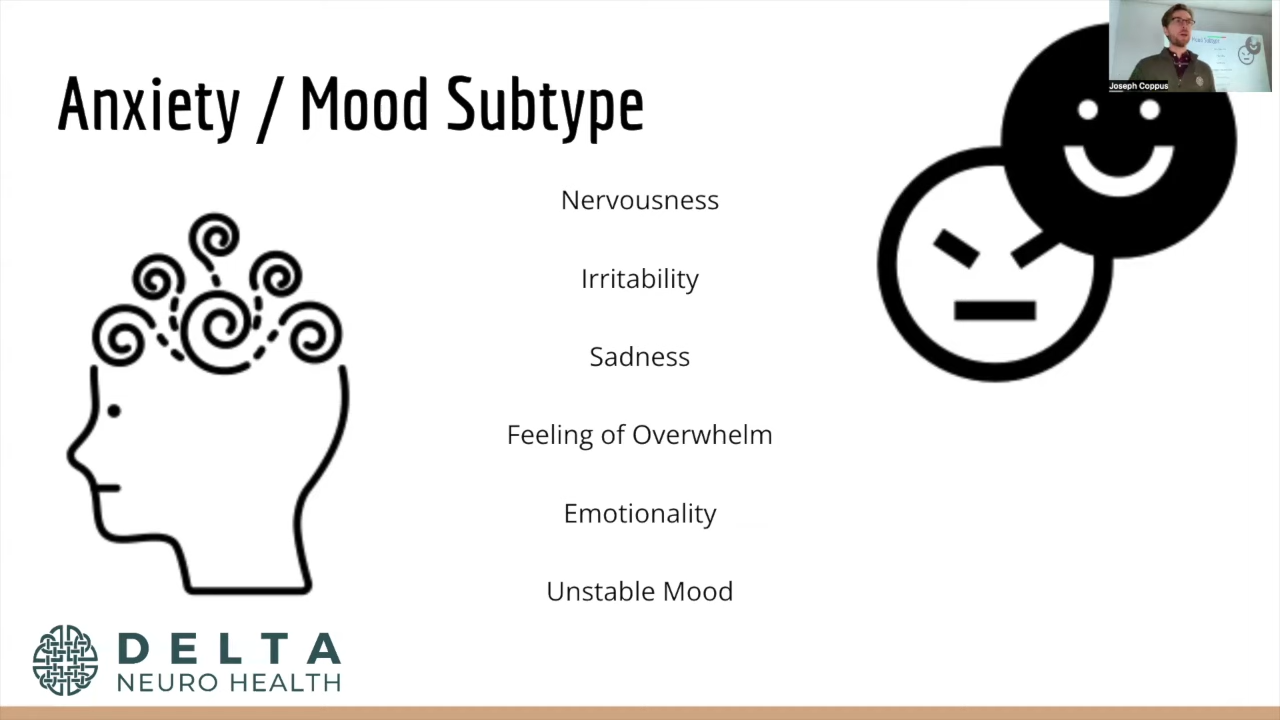 Anxiety / Mood Subtype
Joseph Coppus
Nervousness
Irritability
Sadness
Feeling of Overwhelm
Emotionality
Unstable Mood
DELTA
NEURO HEALTH